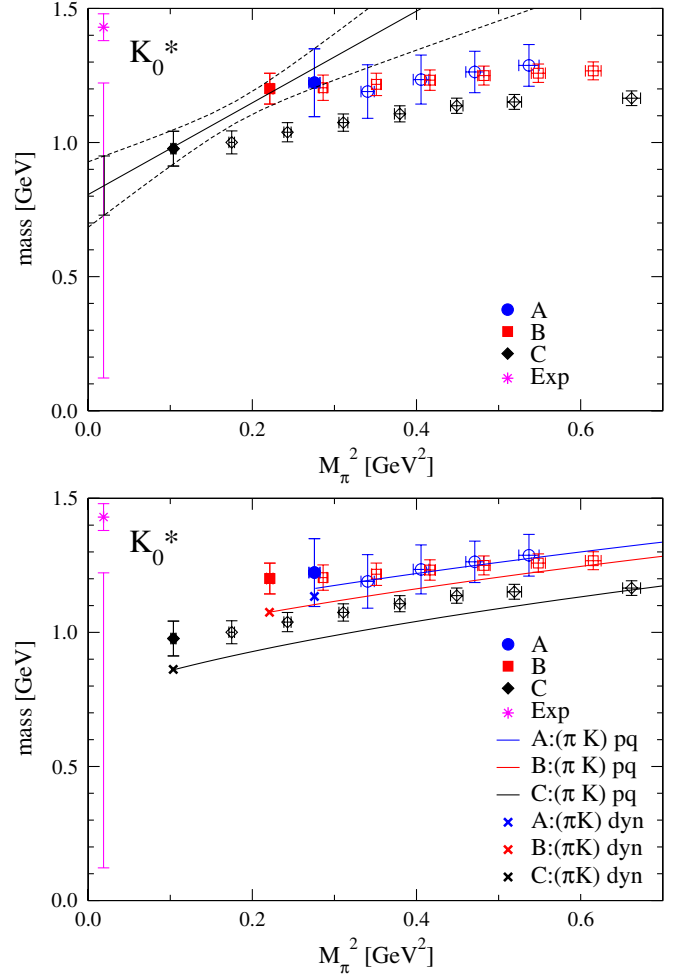 1.5
K0*
1.0
mass [GeV]
A
B
C
Exp
0.5
0.0
0.0 0.2 0.4 0.6
Mπ² [GeV²]
1.5
K0*
1.0
mass [GeV]
A
B
C
Exp
A:(π K) pq
B:(π K) pq
C:(π K) pq
A:(πK) dyn
B:(πK) dyn
C:(πK) dyn
0.5
0.0
0.0 0.2 0.4 0.6
Mπ² [GeV²]